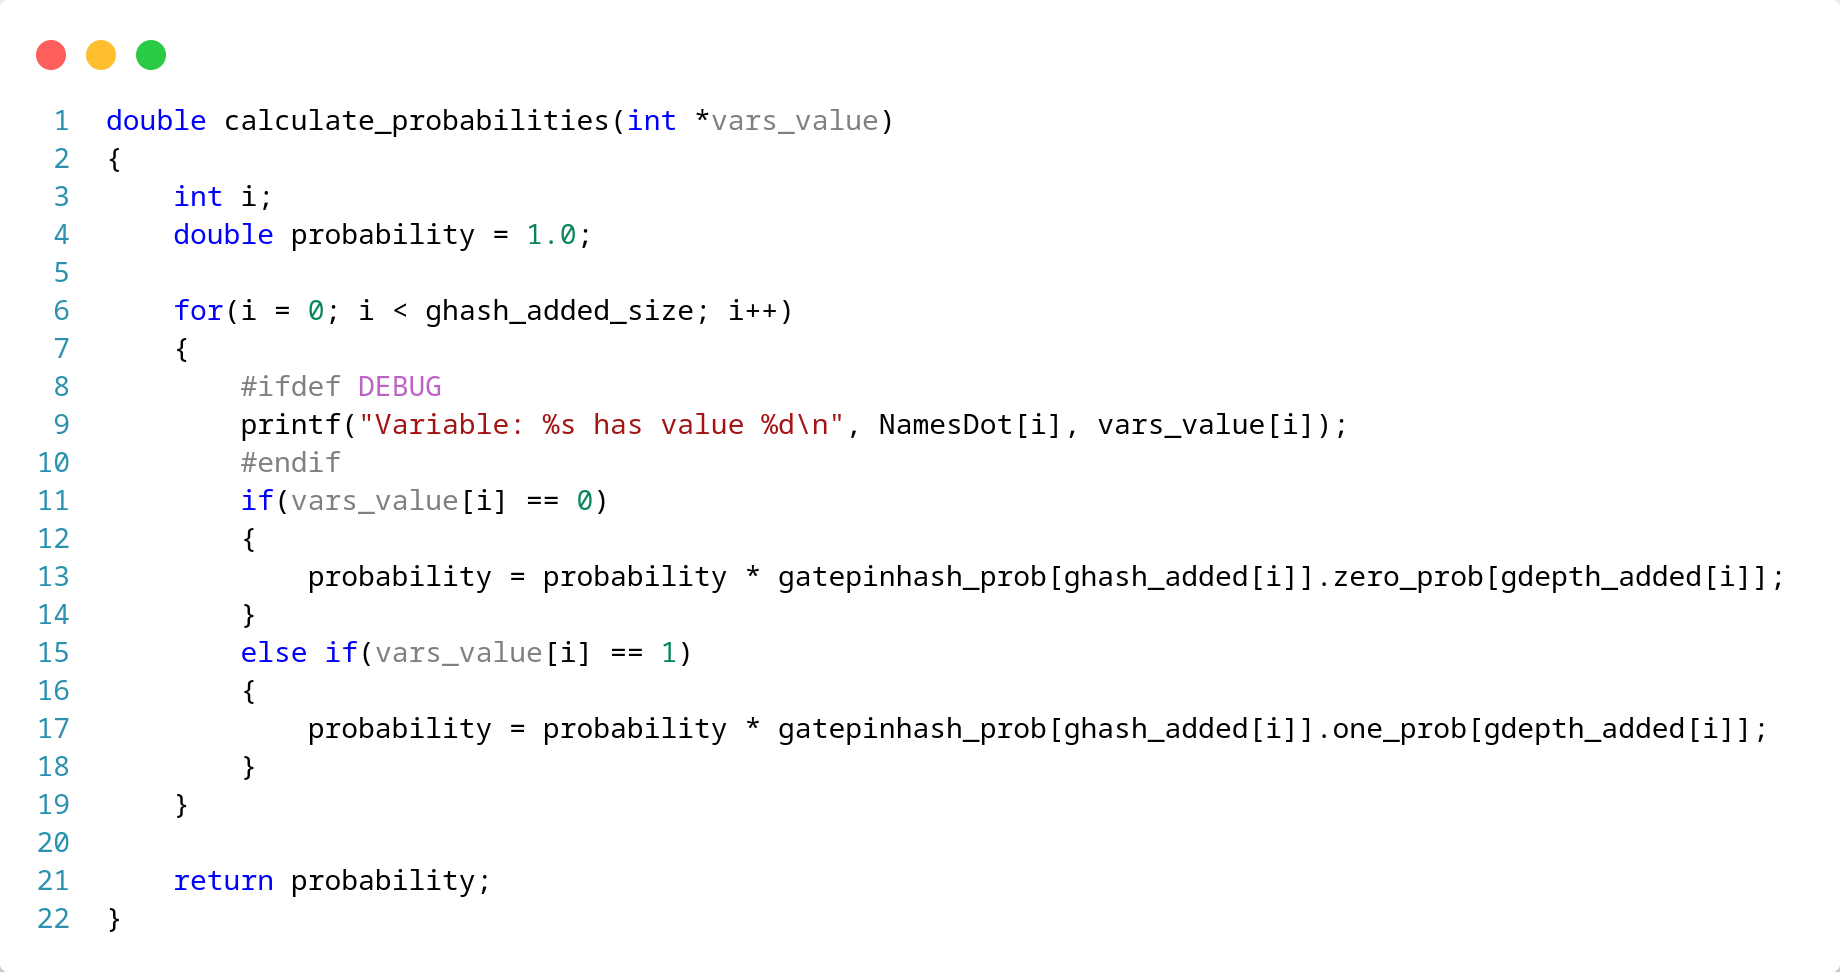 1 double calculate_probabilities(int *vars_value)
2 {
3     int i;
4     double probability = 1.0;
5
6     for(i = 0; i < ghash_added_size; i++)
7     {
8         #ifdef DEBUG
9         printf("Variable: %s has value %d\n", NamesDot[i], vars_value[i]);
10         #endif
11         if(vars_value[i] == 0)
12         {
13             probability = probability * gatepinhash_prob[ghash_added[i]].zero_prob[gdepth_added[i]];
14         }
15         else if(vars_value[i] == 1)
16         {
17             probability = probability * gatepinhash_prob[ghash_added[i]].one_prob[gdepth_added[i]];
18         }
19     }
20
21     return probability;
22 }